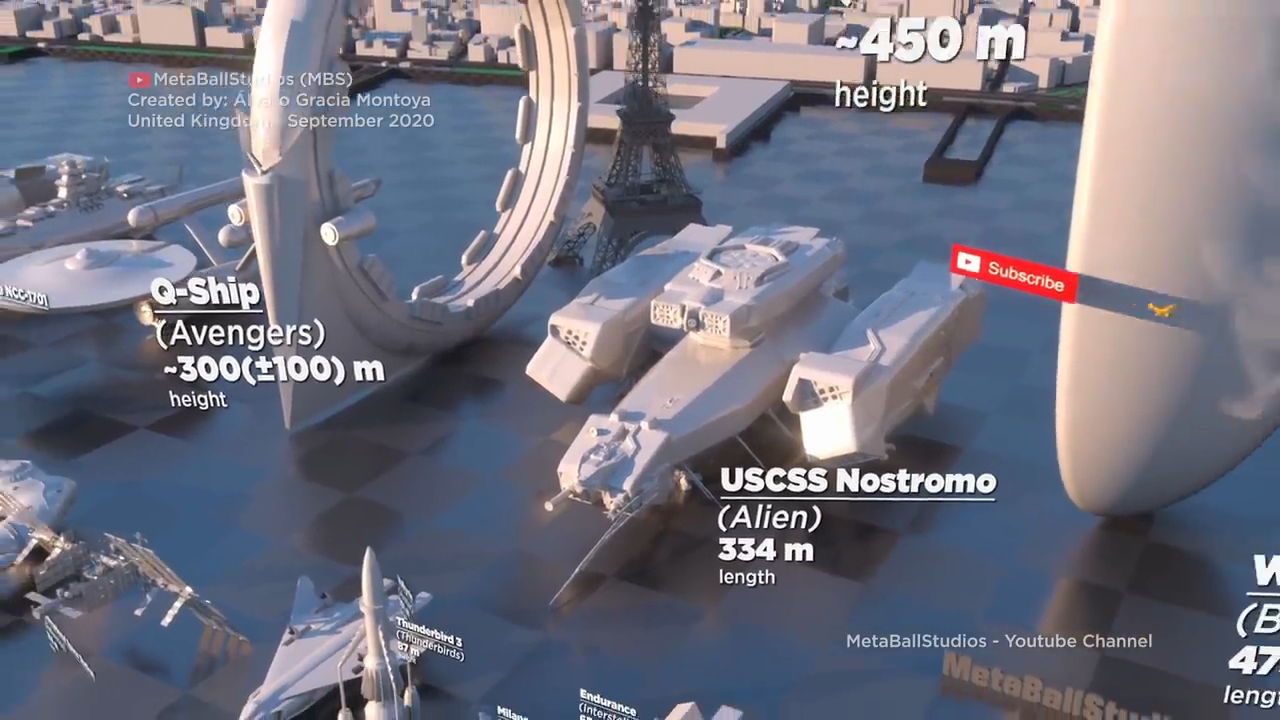 MetaBallStudios (MBS)
Created by: Álvaro Gracia Montoya
United Kingdom - September 2020
~450 m
height
Subscribe
NCC-1701
Q-Ship
(Avengers)
~300(±100) m
height
USCSS Nostromo
(Alien)
334 m
length
Thunderbird 3
(Thunderbirds)
87 m
Endurance
MetaBallStudios - Youtube Channel